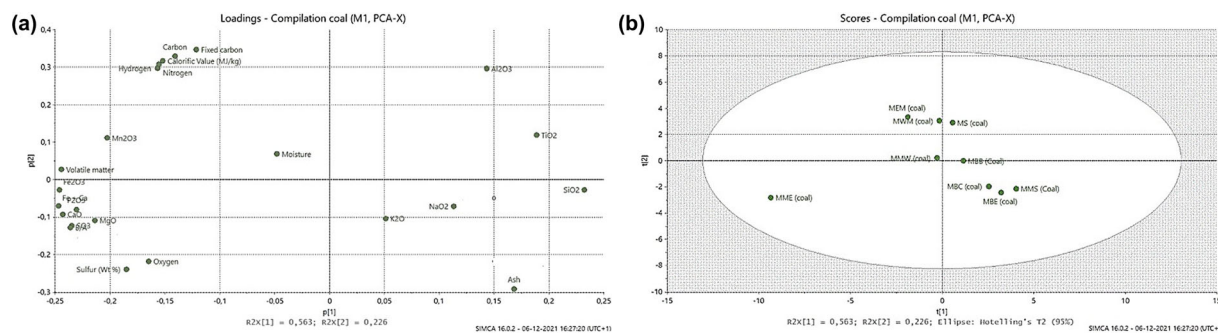 (a)
Loadings - Compilation coal (M1, PCA-X)
0,4
0,3
0,2
0,1
0
-0,1
-0,2
-0,3
p[2]
Carbon
Fixed carbon
Calorific Value (MJ/kg)
Hydrogen
Nitrogen
Al2O3
TiO2
Mn2O3
Moisture
Volatile matter
Fe2O3
SiO2
P2O5
CaO
SO3
MgO
NaO2
K2O
Oxygen
Sulfur (Wt %)
Ash
-0,25
-0,2
-0,15
-0,1
-0,05
0
0,05
0,1
0,15
0,2
0,25
p[1]
R2X[1] = 0,563; R2X[2] = 0,226
SIMCA 16.0.2 - 06-12-2021 16:27:20 (UTC+1)
(b)
Scores - Compilation coal (M1, PCA-X)
10
8
6
4
2
0
-2
-4
-6
-8
-10
t[2]
MEM (coal)
MWM (coal)
MS (coal)
MMW (coal)
MBB (Coal)
MBC (coal)
MMS (Coal)
MBE (coal)
MME (coal)
-15
-10
-5
0
5
10
15
t[1]
R2X[1] = 0,563; R2X[2] = 0,226; Ellipse: Hotelling's T2 (95%)
SIMCA 16.0.2 - 06-12-2021 16:27:20 (UTC+1)